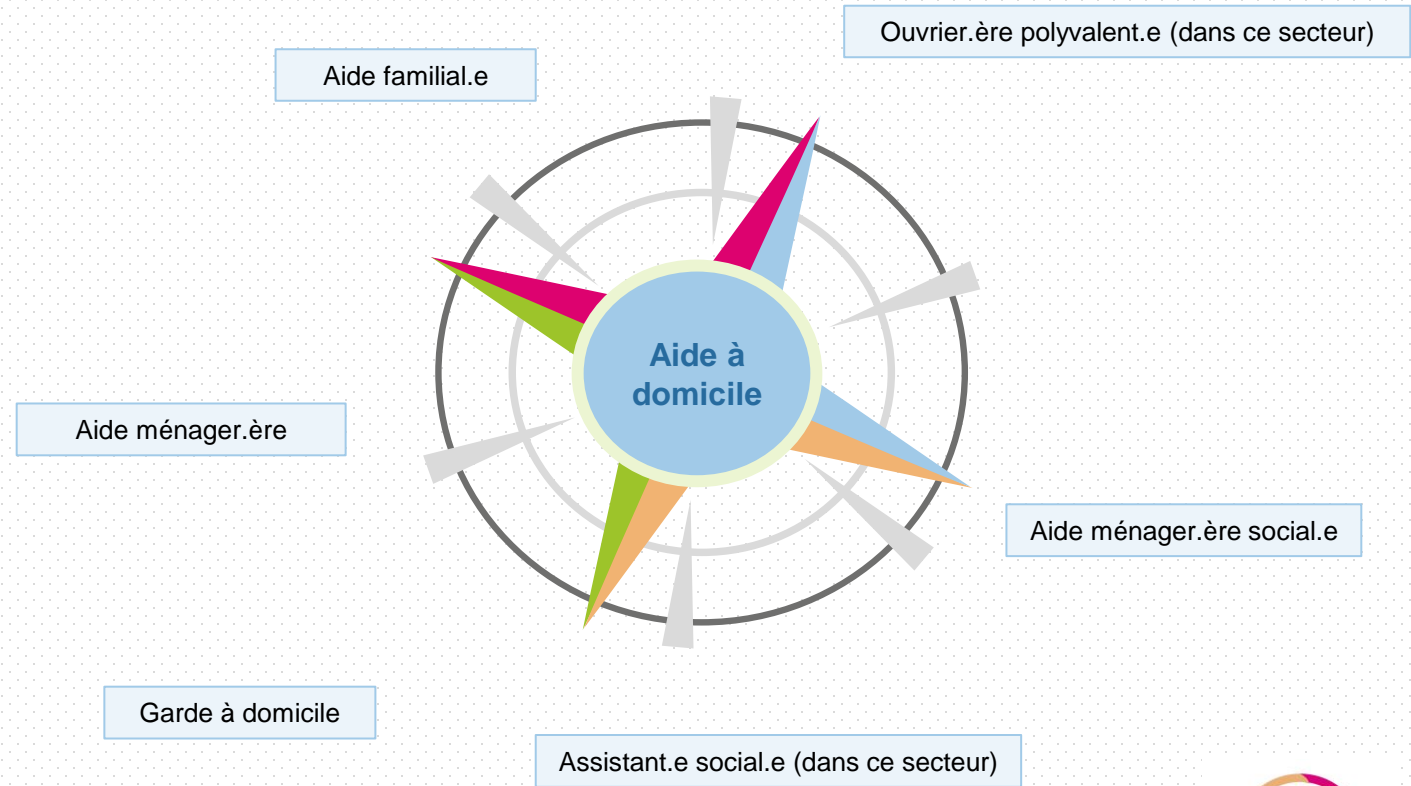 Ouvrier.ère polyvalent.e (dans ce secteur)
Aide familial.e
Aide à
domicile
Aide ménager.ère
Aide ménager.ère social.e
Garde à domicile
Assistant.e social.e (dans ce secteur)